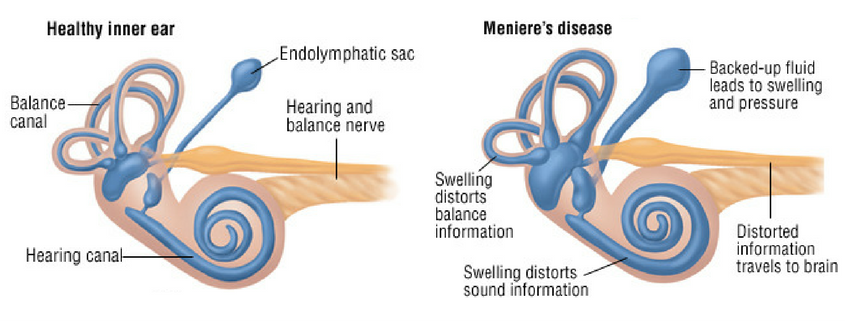 Healthy inner ear
Endolymphatic sac
Balance
canal
Hearing and
balance nerve
Hearing canal
Meniere's disease
Backed-up fluid
leads to swelling
and pressure
Swelling
distorts
balance
information
Swelling distorts
sound information
Distorted
information
travels to brain